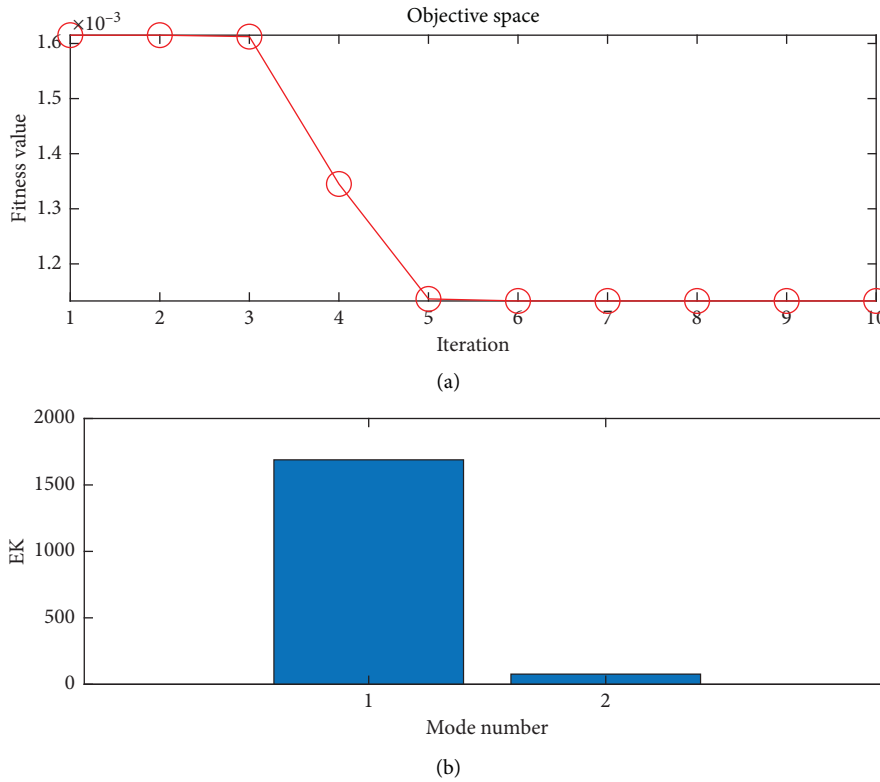 Objective space
×10⁻³
1.6
1.5
1.4
1.3
1.2
Fitness value
1 2 3 4 5 6 7 8 9 10
Iteration
(a)
2000
1500
1000
500
0
EK
1 2
Mode number
(b)